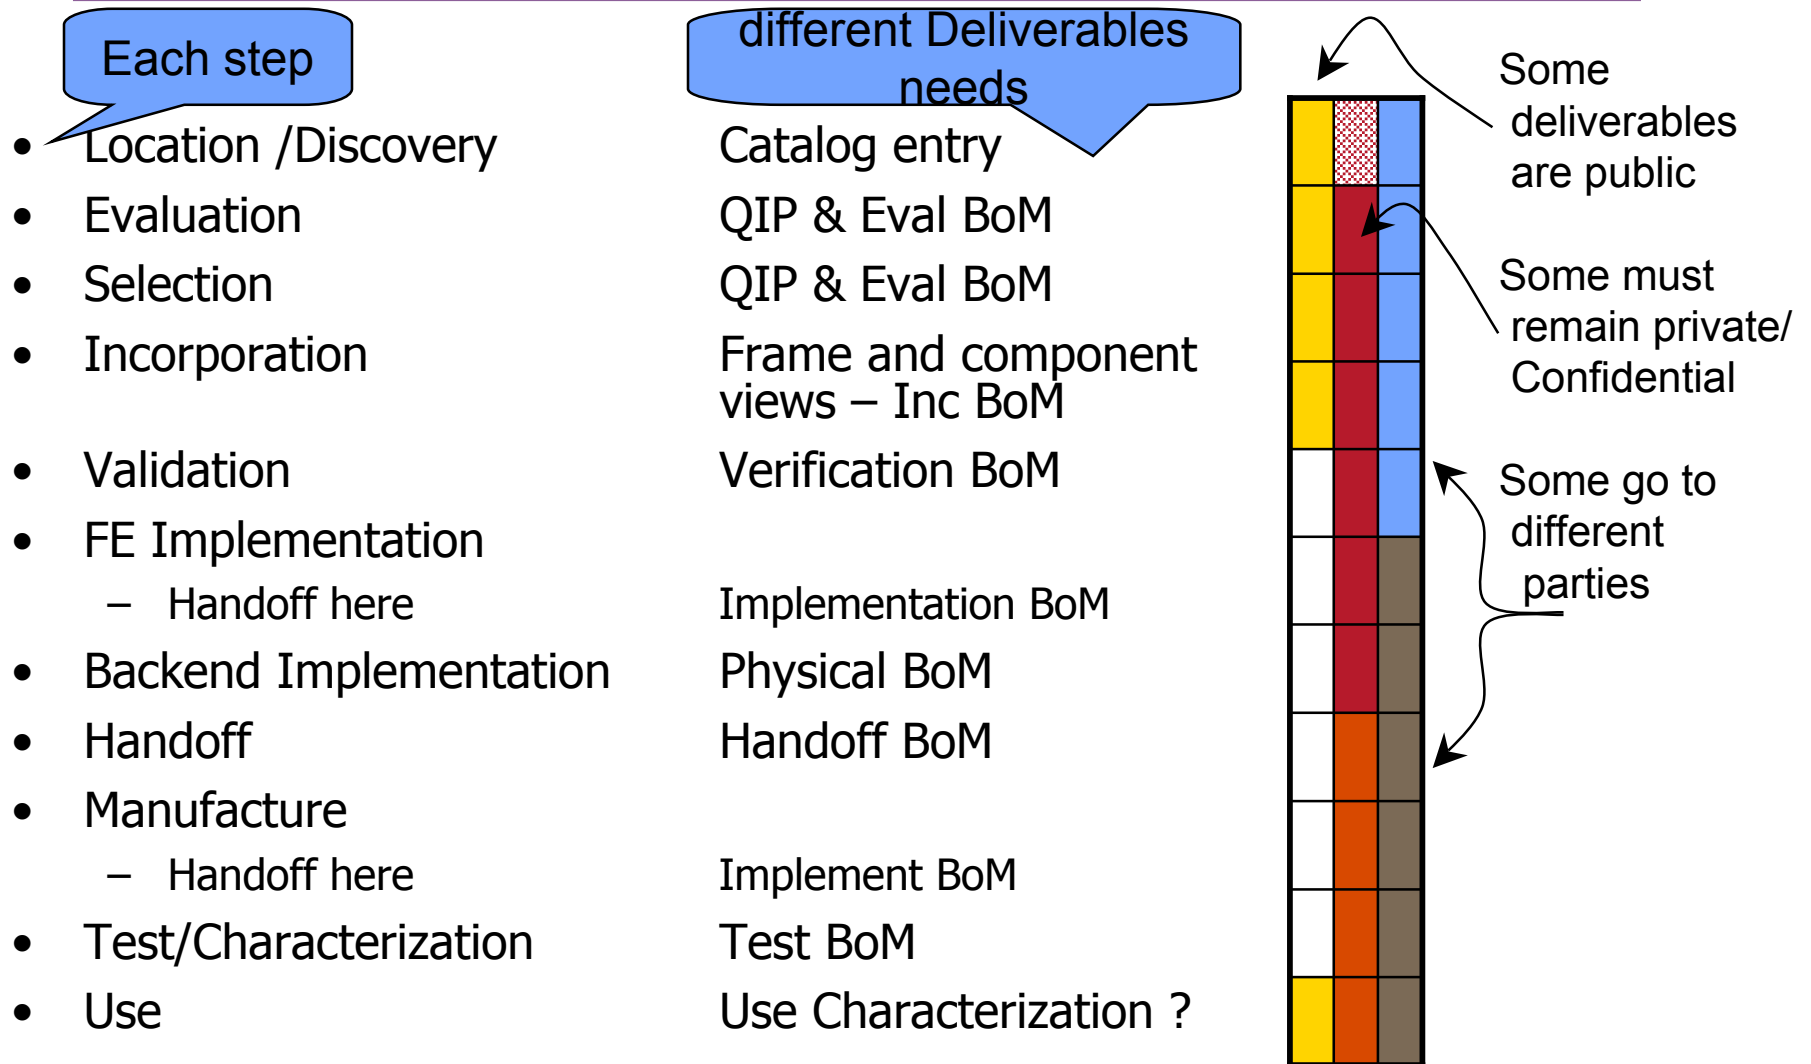 Each step
different Deliverables
needs
• Location /Discovery Catalog entry
• Evaluation QIP & Eval BoM
• Selection QIP & Eval BoM
• Incorporation Frame and component
views – Inc BoM
• Validation Verification BoM
• FE Implementation
– Handoff here Implementation BoM
• Backend Implementation Physical BoM
• Handoff Handoff BoM
• Manufacture
– Handoff here Implement BoM
• Test/Characterization Test BoM
• Use Use Characterization ?
Some
deliverables
are public
Some must
remain private/
Confidential
Some go to
different
parties